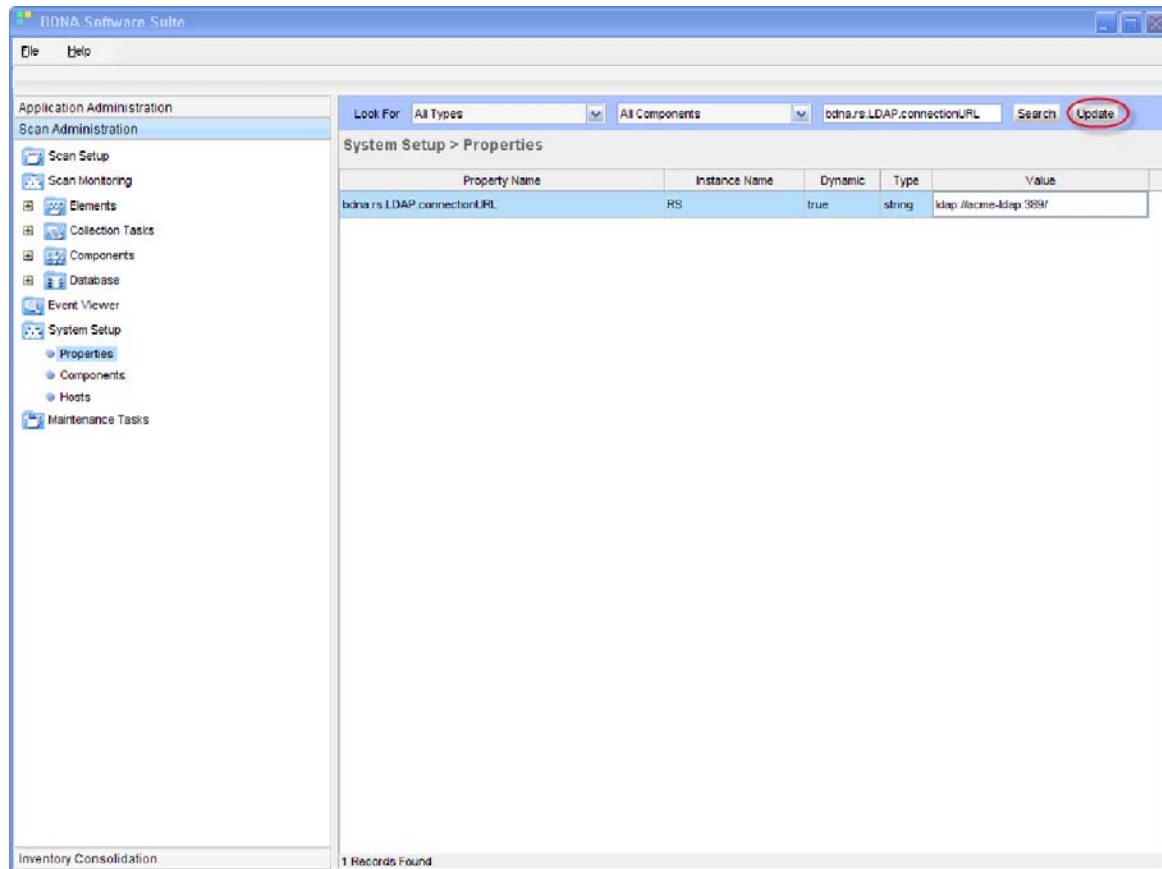 BDNA Software Suite
File Help
Application Administration
Scan Administration
Scan Setup
Scan Monitoring
Elements
Collection Tasks
Components
Database
Event Viewer
System Setup
Properties
Components
Hosts
Maintenance Tasks
Inventory Consolidation
Look For All Types All Components bdna.rs.LDAP.connectionURL Search Update
System Setup > Properties
Property Name Instance Name Dynamic Type Value
bdna.rs.LDAP.connectionURL RS true string ldap://acme-ldap:389/
1 Records Found